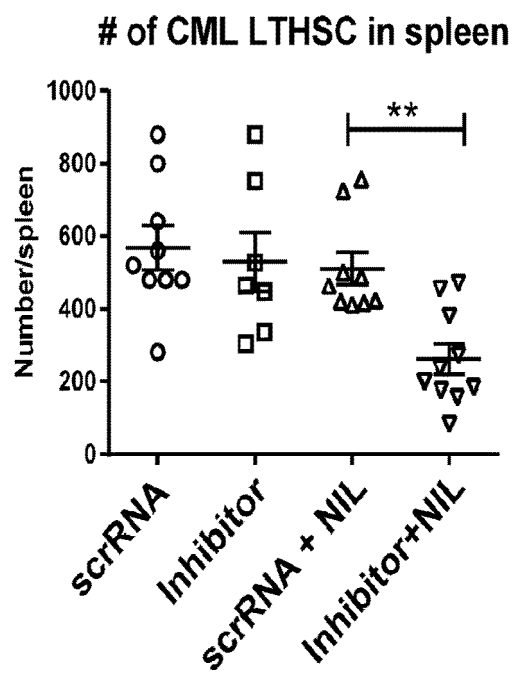 # of CML LTHSC in spleen
**
1000
800
600
400
200
0
Number/spleen
scrRNA
Inhibitor
scrRNA + NIL
Inhibitor+NIL